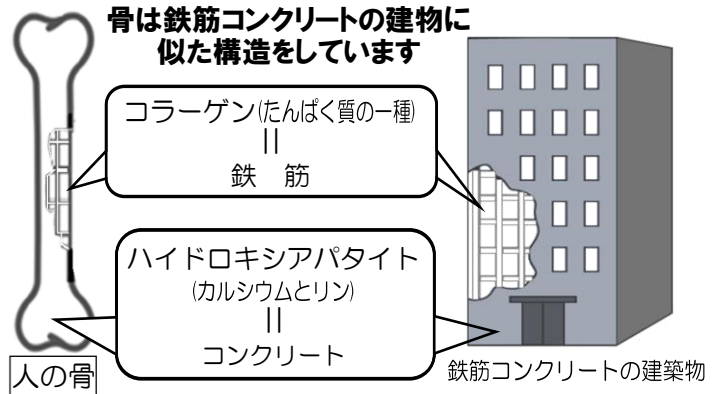 骨は鉄筋コンクリートの建物に
似た構造をしています
コラーゲン(たんぱく質の一種)
||
鉄　筋
ハイドロキシアパタイト
(カルシウムとリン)
||
コンクリート
人の骨
鉄筋コンクリートの建築物